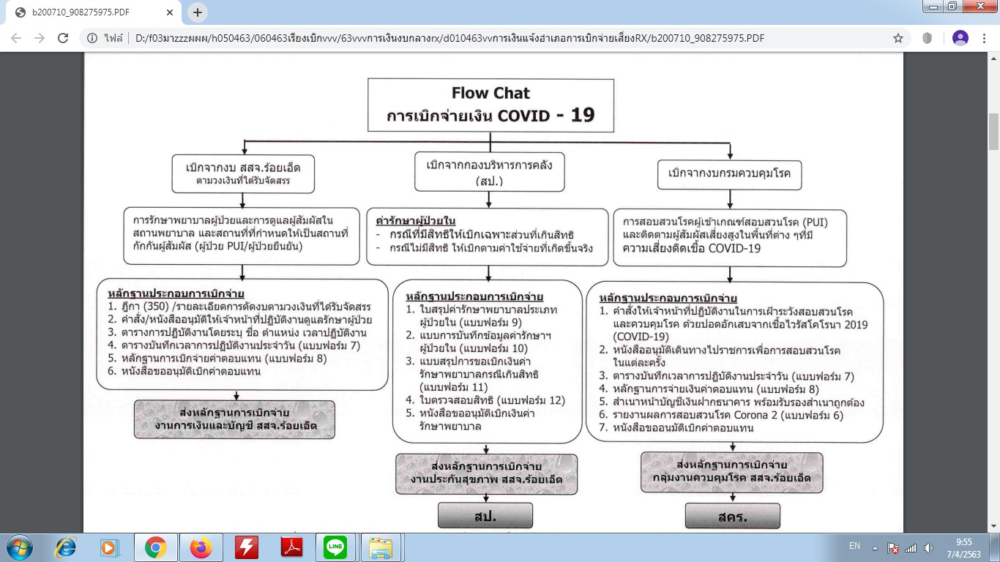 b200710_908275975.PDF
ไฟล์ | D:/f03มาzzzผผผ/h050463/060463เรียงเบิกvvv/63vvvการเงินงบกลางrx/d010463vvการเงินแจ้งอำเภอการเบิกจ่ายเสี่ยงRX/b200710_908275975.PDF
Flow Chat
การเบิกจ่ายเงิน COVID - 19
เบิกจากงบ สสจ.ร้อยเอ็ด
ตามวงเงินที่ได้รับจัดสรร
การรักษาพยาบาลผู้ป่วยและการดูแลผู้สัมผัสใน
สถานพยาบาล และสถานที่ที่กำหนดให้เป็นสถานที่
กักกันผู้สัมผัส (ผู้ป่วย PUI/ผู้ป่วยยืนยัน)
หลักฐานประกอบการเบิกจ่าย
1. ฎีกา (350) /รายละเอียดการตัดงบตามวงเงินที่ได้รับจัดสรร
2. คำสั่ง/หนังสืออนุมัติให้เจ้าหน้าที่ปฏิบัติงานดูแลรักษาผู้ป่วย
3. ตารางการปฏิบัติงานโดยระบุ ชื่อ ตำแหน่ง เวลาปฏิบัติงาน
4. ตารางบันทึกเวลาการปฏิบัติงานประจำวัน (แบบฟอร์ม 7)
5. หลักฐานการเบิกจ่ายค่าตอบแทน (แบบฟอร์ม 8)
6. หนังสือขออนุมัติเบิกค่าตอบแทน
ส่งหลักฐานการเบิกจ่าย
งานการเงินและบัญชี สสจ.ร้อยเอ็ด
เบิกจากกองบริหารการคลัง
(สป.)
ค่ารักษาผู้ป่วยใน
- กรณีที่มีสิทธิให้เบิกเฉพาะส่วนที่เกินสิทธิ
- กรณีไม่มีสิทธิ ให้เบิกตามค่าใช้จ่ายที่เกิดขึ้นจริง
หลักฐานประกอบการเบิกจ่าย
1. ใบสรุปค่ารักษาพยาบาลประเภท
ผู้ป่วยใน (แบบฟอร์ม 9)
2. แบบการบันทึกข้อมูลค่ารักษาฯ
ผู้ป่วยใน (แบบฟอร์ม 10)
3. แบบสรุปการขอเบิกเงินค่า
รักษาพยาบาลกรณีเกินสิทธิ
(แบบฟอร์ม 11)
4. ใบตรวจสอบสิทธิ (แบบฟอร์ม 12)
5. หนังสือขออนุมัติเบิกเงินค่า
รักษาพยาบาล
ส่งหลักฐานการเบิกจ่าย
งานประกันสุขภาพ สสจ.ร้อยเอ็ด
สป.
เบิกจากงบกรมควบคุมโรค
การสอบสวนโรคผู้เข้าเกณฑ์สอบสวนโรค (PUI)
และติดตามผู้สัมผัสเสี่ยงสูงในพื้นที่ต่าง ๆที่มี
ความเสี่ยงติดเชื้อ COVID-19
หลักฐานประกอบการเบิกจ่าย
1. คำสั่งให้เจ้าหน้าที่ปฏิบัติงานในการเฝ้าระวังสอบสวนโรค
และควบคุมโรค ด้วยปอดอักเสบจากเชื้อไวรัสโคโรนา 2019
(COVID-19)
2. หนังสืออนุมัติเดินทางไปราชการเพื่อการสอบสวนโรค
ในแต่ละครั้ง
3. ตารางบันทึกเวลาการปฏิบัติงานประจำวัน (แบบฟอร์ม 7)
4. หลักฐานการจ่ายเงินค่าตอบแทน (แบบฟอร์ม 8)
5. สำเนาหน้าบัญชีเงินฝากธนาคาร พร้อมรับรองสำเนาถูกต้อง
6. รายงานผลการสอบสวนโรค Corona 2 (แบบฟอร์ม 6)
7. หนังสือขออนุมัติเบิกค่าตอบแทน
ส่งหลักฐานการเบิกจ่าย
กลุ่มงานควบคุมโรค สสจ.ร้อยเอ็ด
สคร.
LINE
EN
9:55
7/4/2563